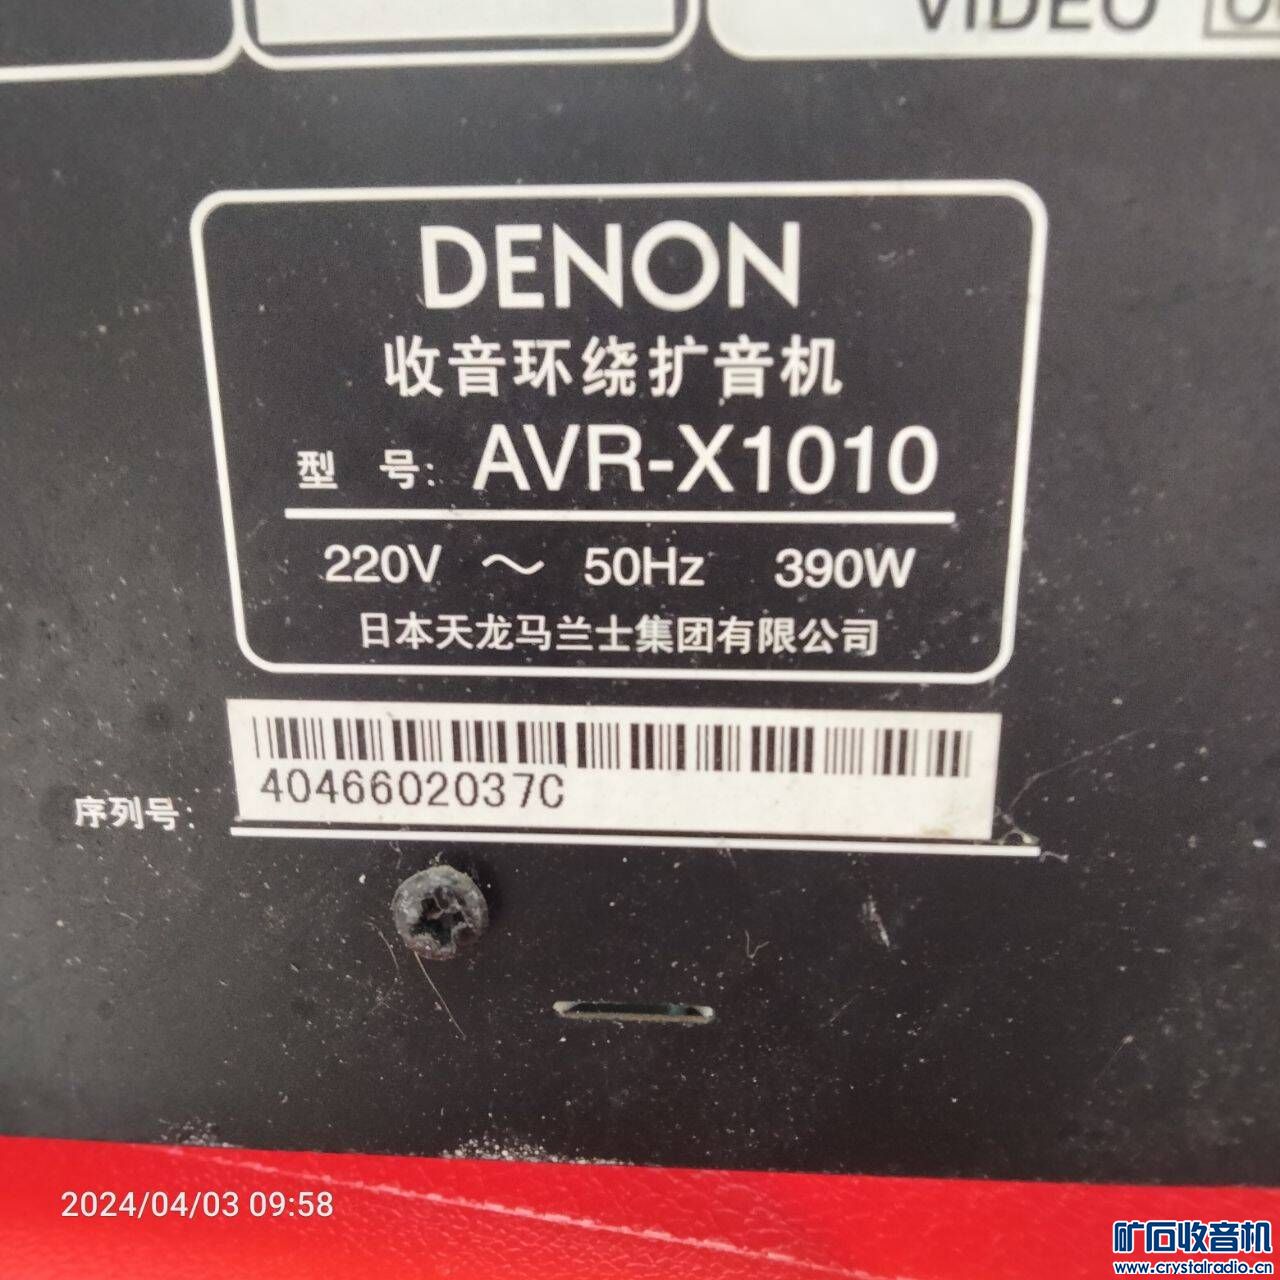 VIDEO
DENON
收音环绕扩音机
型 号: AVR-X1010
220V ～ 50Hz 390W
日本天龙马兰士集团有限公司
4046602037C
序列号:
2024/04/03 09:58
矿石收音机
www.crystalradio.cn